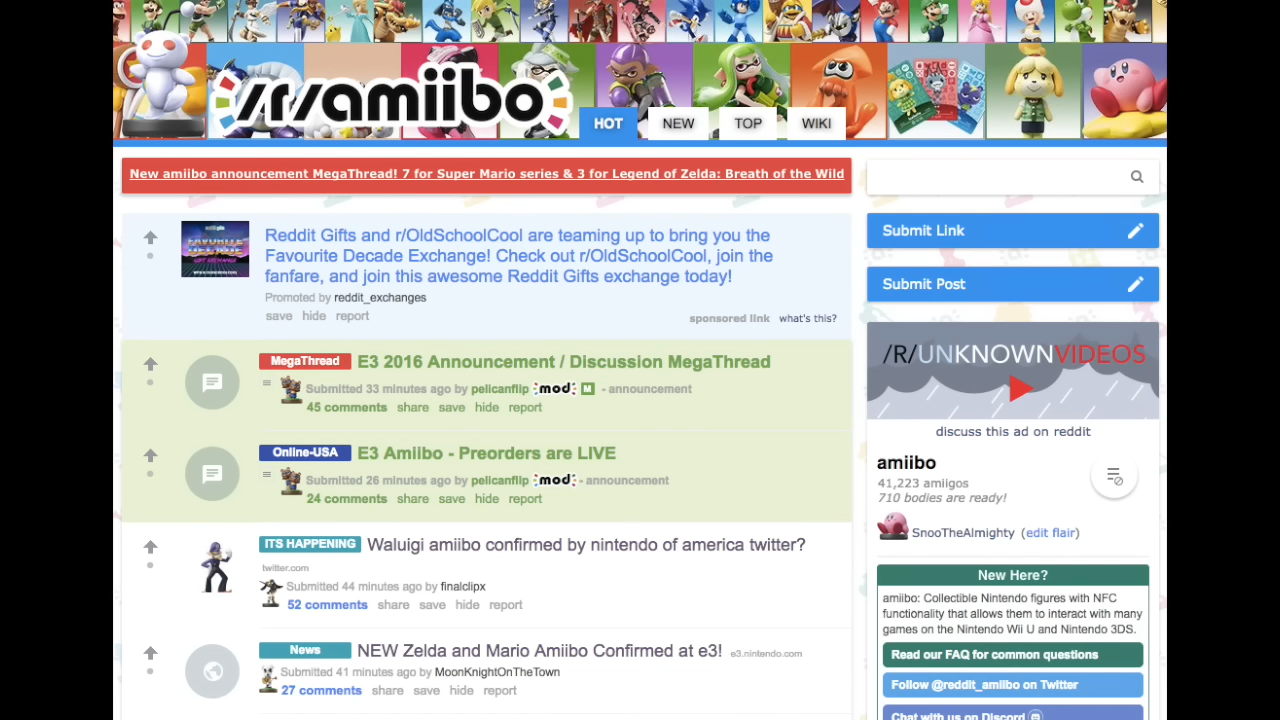 /r/amiibo
HOT
NEW
TOP
WIKI
New amiibo announcement MegaThread! 7 for Super Mario series & 3 for Legend of Zelda: Breath of the Wild
FAVORITE
DECADE
Reddit Gifts and r/OldSchoolCool are teaming up to bring you the
Favourite Decade Exchange! Check out r/OldSchoolCool, join the
fanfare, and join this awesome Reddit Gifts exchange today!
Promoted by reddit_exchanges
save hide report
sponsored link what's this?
MegaThread E3 2016 Announcement / Discussion MegaThread
Submitted 33 minutes ago by pelicanflip mod M - announcement
45 comments share save hide report
Online-USA E3 Amiibo - Preorders are LIVE
Submitted 26 minutes ago by pelicanflip mod - announcement
24 comments share save hide report
ITS HAPPENING Waluigi amiibo confirmed by nintendo of america twitter?
twitter.com
Submitted 44 minutes ago by finalclipx
52 comments share save hide report
News NEW Zelda and Mario Amiibo Confirmed at e3! e3.nintendo.com
Submitted 41 minutes ago by MoonKnightOnTheTown
27 comments share save hide report
Submit Link
Submit Post
/R/UNKNOWNVIDEOS
discuss this ad on reddit
amiibo
41,223 amiigos
710 bodies are ready!
SnooTheAlmighty (edit flair)
New Here?
amiibo: Collectible Nintendo figures with NFC
functionality that allows them to interact with many
games on the Nintendo Wii U and Nintendo 3DS.
Read our FAQ for common questions
Follow @reddit_amiibo on Twitter
Chat with us on Discord